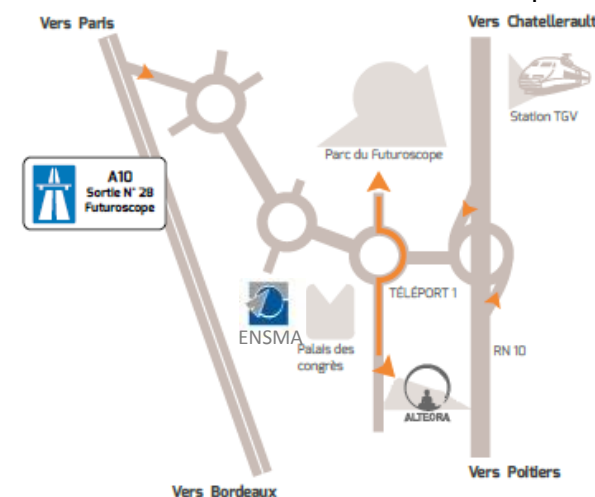 Vers Paris
Vers Chatellerault
Station TGV
Parc du Futuroscope
A10
Sortie N° 28
Futuroscope
TÉLÉPORT 1
ENSMA
Palais des
congrès
RN 10
ALTEORA
Vers Poitiers
Vers Bordeaux